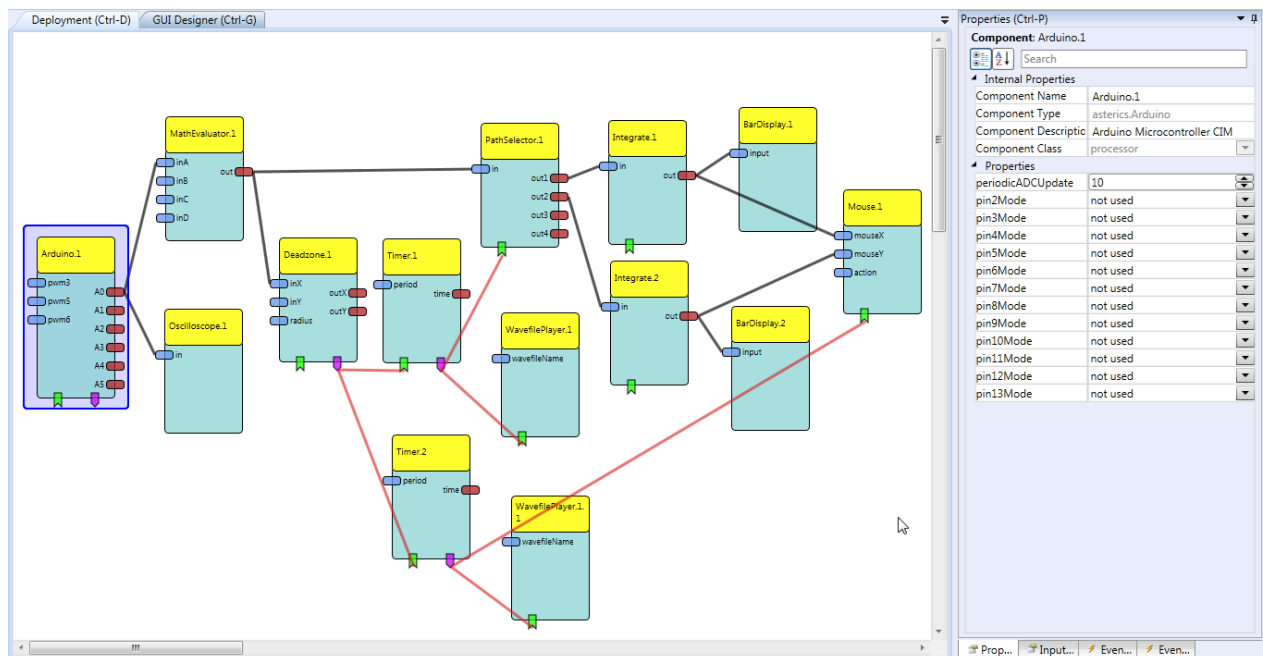 Deployment (Ctrl-D)
GUI Designer (Ctrl-G)
MathEvaluator.1
inA
inB
inC
inD
out
PathSelector.1
in
out1
out2
out3
out4
Integrate.1
in
out
BarDisplay.1
input
Mouse.1
mouseX
mouseY
action
Arduino.1
pwm3
pwm5
pwm6
A0
A1
A2
A3
A4
A5
Deadzone.1
inX
inY
radius
outX
outY
Timer.1
period
time
Integrate.2
in
out
Oscilloscope.1
in
WavefilePlayer.1
wavefileName
BarDisplay.2
input
Timer.2
period
time
WavefilePlayer.1.
1
wavefileName
Properties (Ctrl-P)
Component: Arduino.1
Search
Internal Properties
Component Name Arduino.1
Component Type asterics.Arduino
Component Descriptio Arduino Microcontroller CIM
Component Class processor
Properties
periodicADCUpdate 10
pin2Mode not used
pin3Mode not used
pin4Mode not used
pin5Mode not used
pin6Mode not used
pin7Mode not used
pin8Mode not used
pin9Mode not used
pin10Mode not used
pin11Mode not used
pin12Mode not used
pin13Mode not used
Prop... Input... Even... Even...